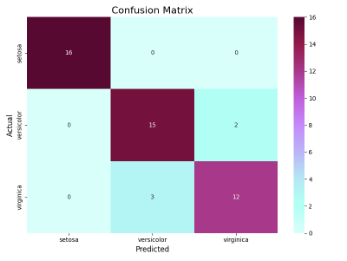 Confusion Matrix
setosa
16 0 0
versicolor
0 15 2
virginica
0 3 12
Actual
setosa versicolor virginica
Predicted
16
14
12
10
8
6
4
2
0